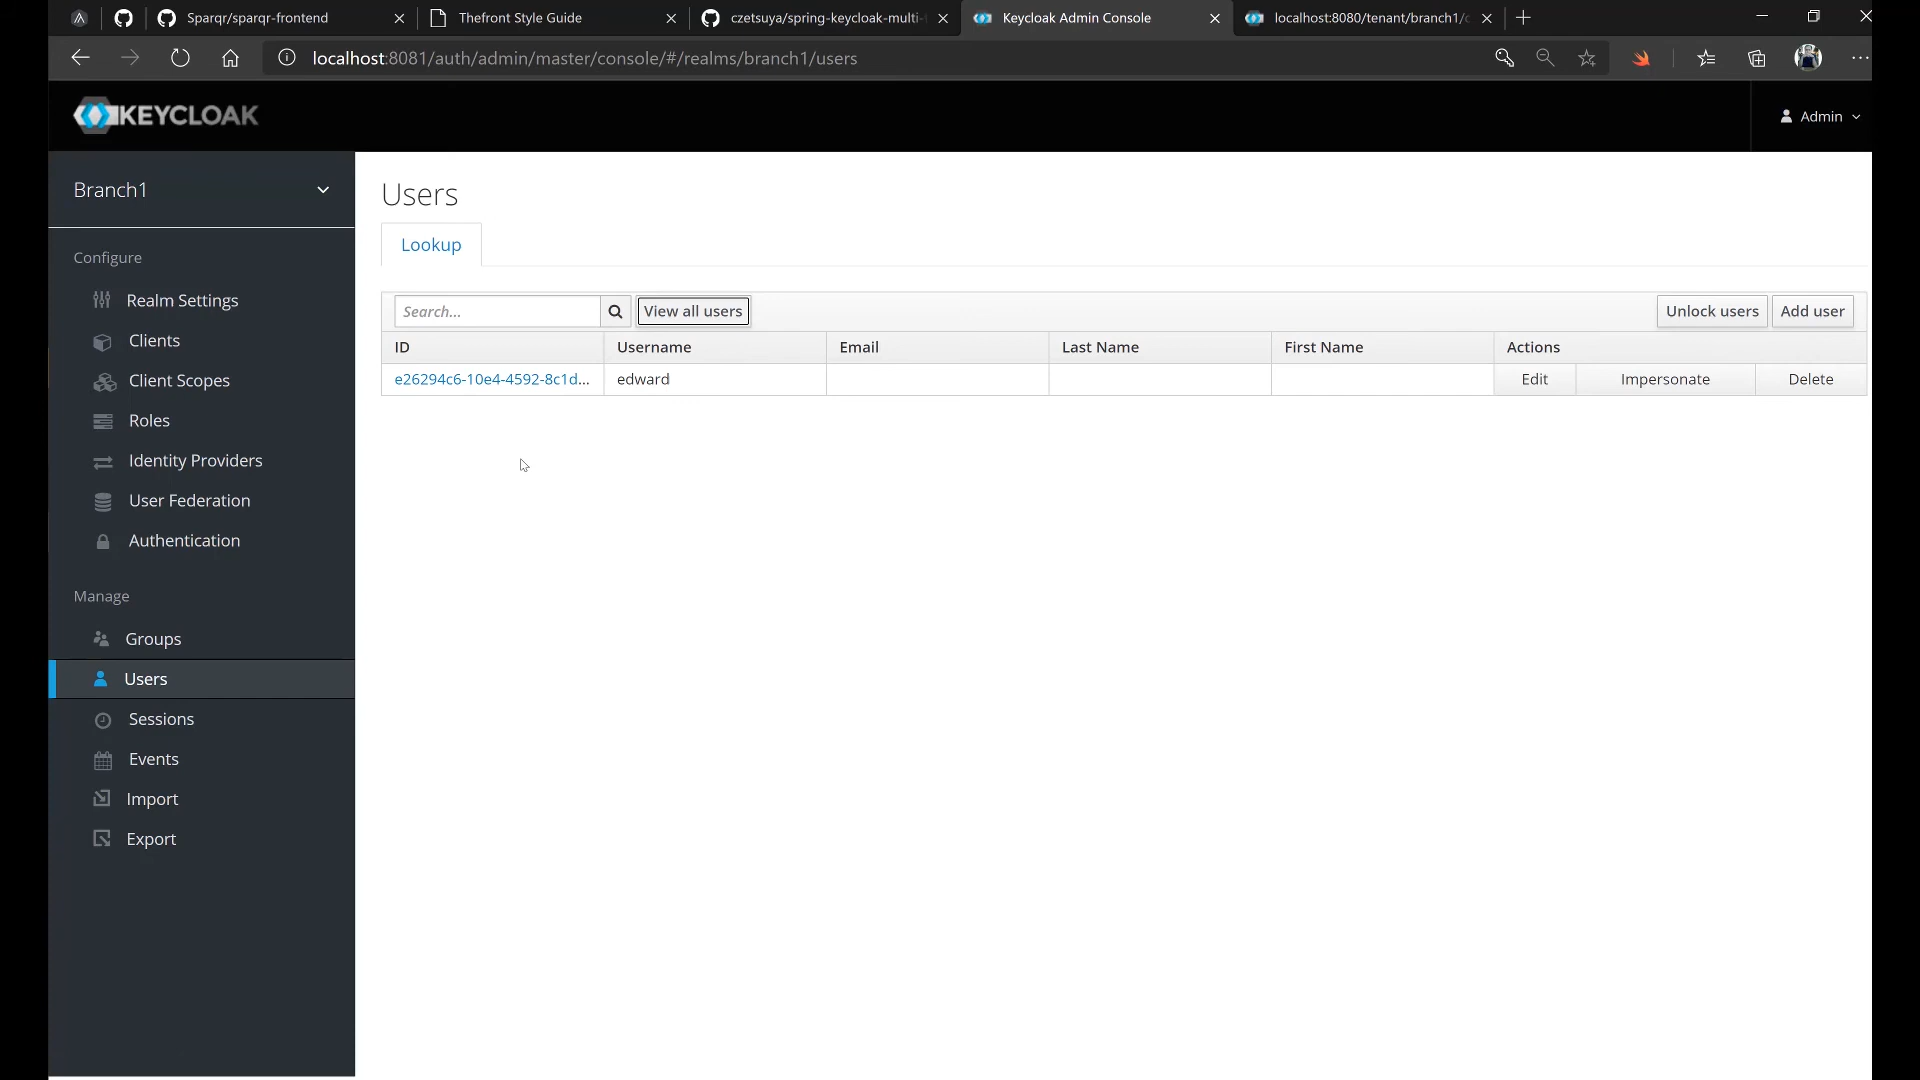 Sparqr/sparqr-frontend
Thefront Style Guide
czetsuya/spring-keycloak-multi-
Keycloak Admin Console
localhost:8080/tenant/branch1/
localhost:8081/auth/admin/master/console/#/realms/branch1/users
KEYCLOAK
Admin
Branch1
Configure
Realm Settings
Clients
Client Scopes
Roles
Identity Providers
User Federation
Authentication
Manage
Groups
Users
Sessions
Events
Import
Export
Users
Lookup
Search...
View all users
Unlock users
Add user
ID Username Email Last Name First Name Actions
e26294c6-10e4-4592-8c1d... edward Edit Impersonate Delete